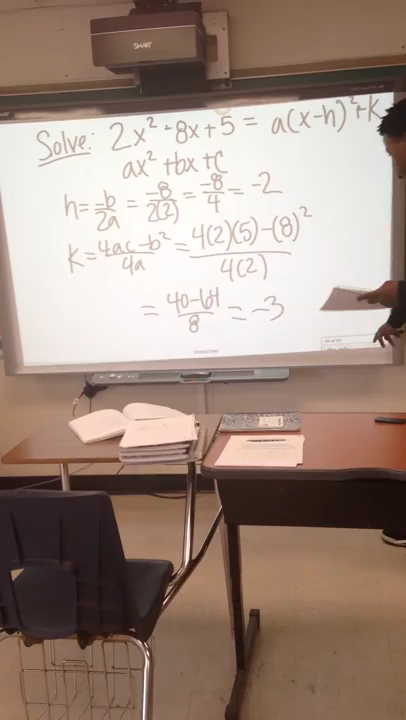 SMART
Solve: 2x² + 8x + 5 = a(x-h)² + K
ax² + bx + c
h = -b/2a = -8/2(2) = -8/4 = -2
K = 4ac-b²/4a = 4(2)(5)-(8)²/4(2)
= 40-64/8 = -3